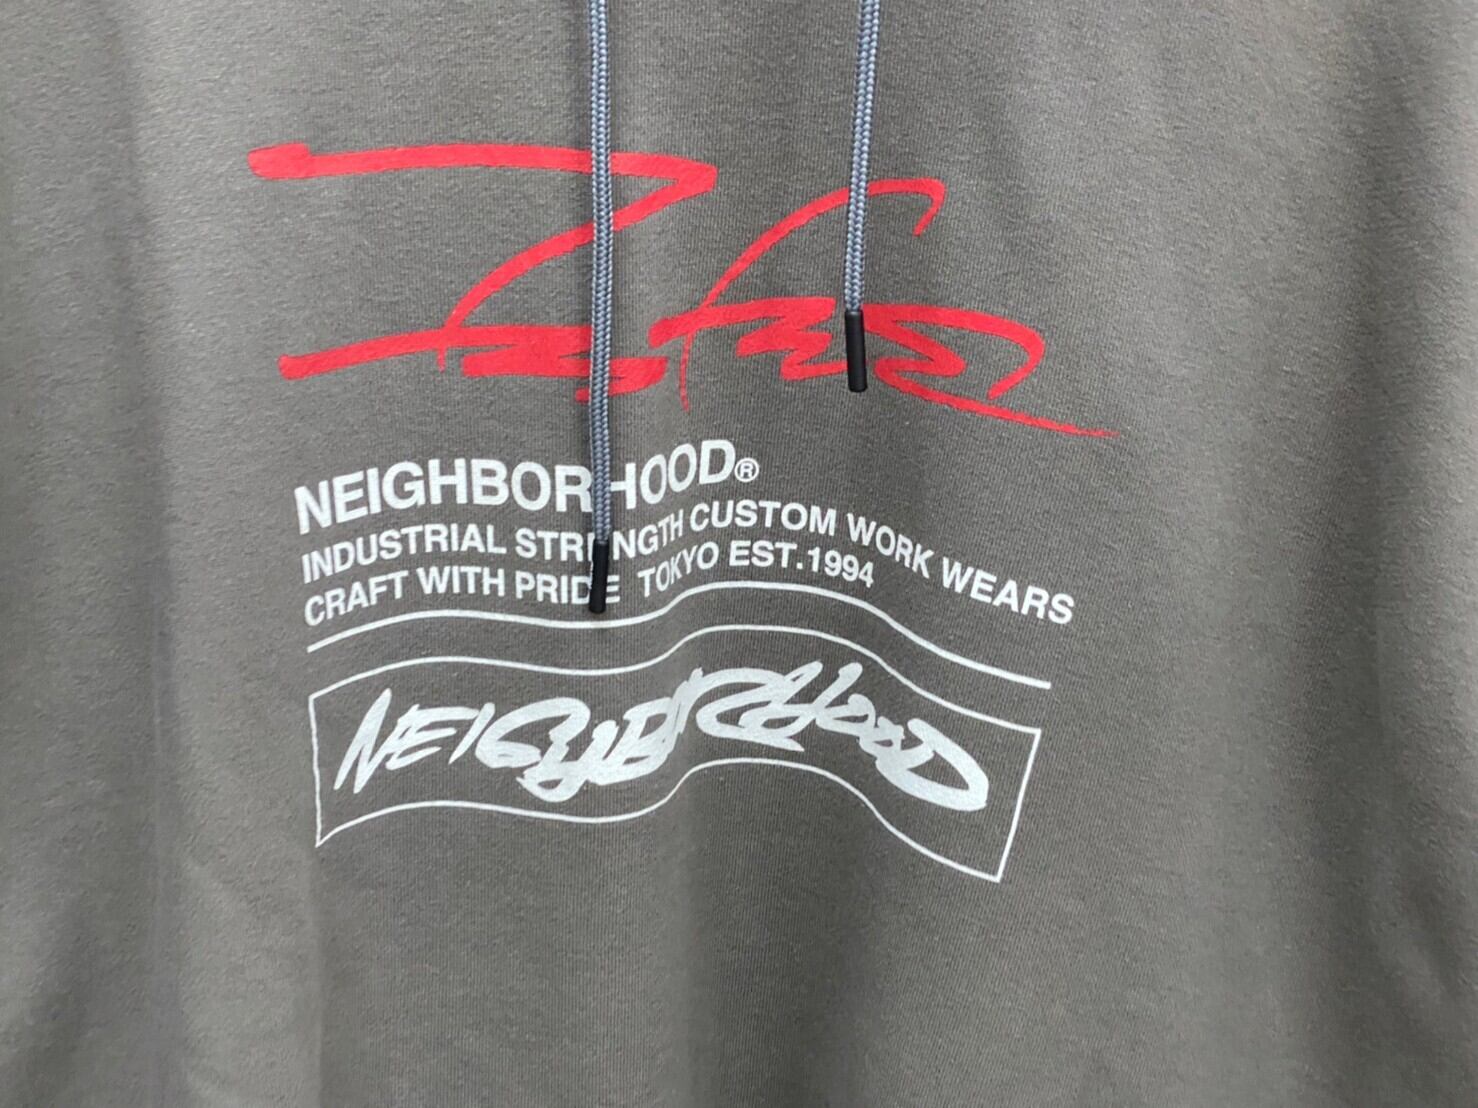 NEIGHBORHOOD®
INDUSTRIAL STRENGTH CUSTOM WORK WEARS
CRAFT WITH PRIDE TOKYO EST.1994
NEIGHBORHOOD